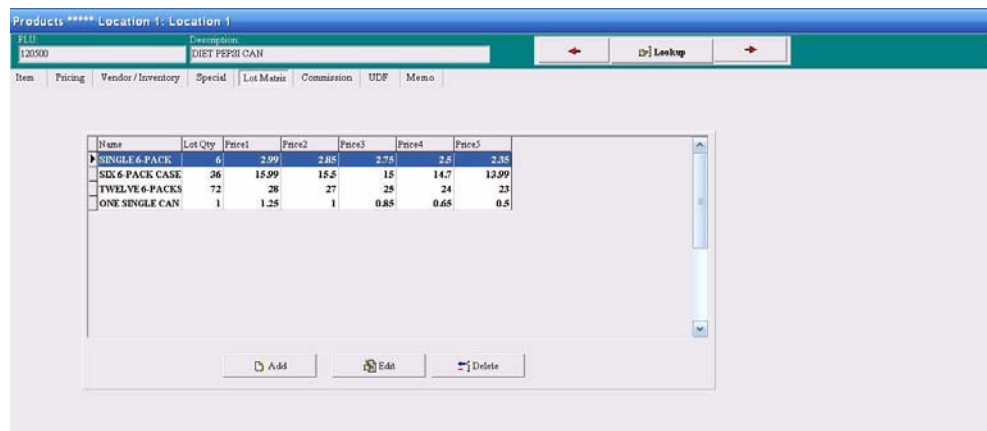 Products ***** Location 1: Location 1
PLU: Description:
120500 DIET PEPSI CAN Lookup
Item Pricing Vendor / Inventory Special Lot Matrix Commission UDF Memo
Name Lot Qty Price1 Price2 Price3 Price4 Price5
SINGLE 6-PACK 6 2.99 2.85 2.75 2.5 2.35
SIX 6-PACK CASE 36 15.99 15.5 15 14.7 13.99
TWELVE 6-PACKS 72 28 27 25 24 23
ONE SINGLE CAN 1 1.25 1 0.85 0.65 0.5
Add Edit Delete